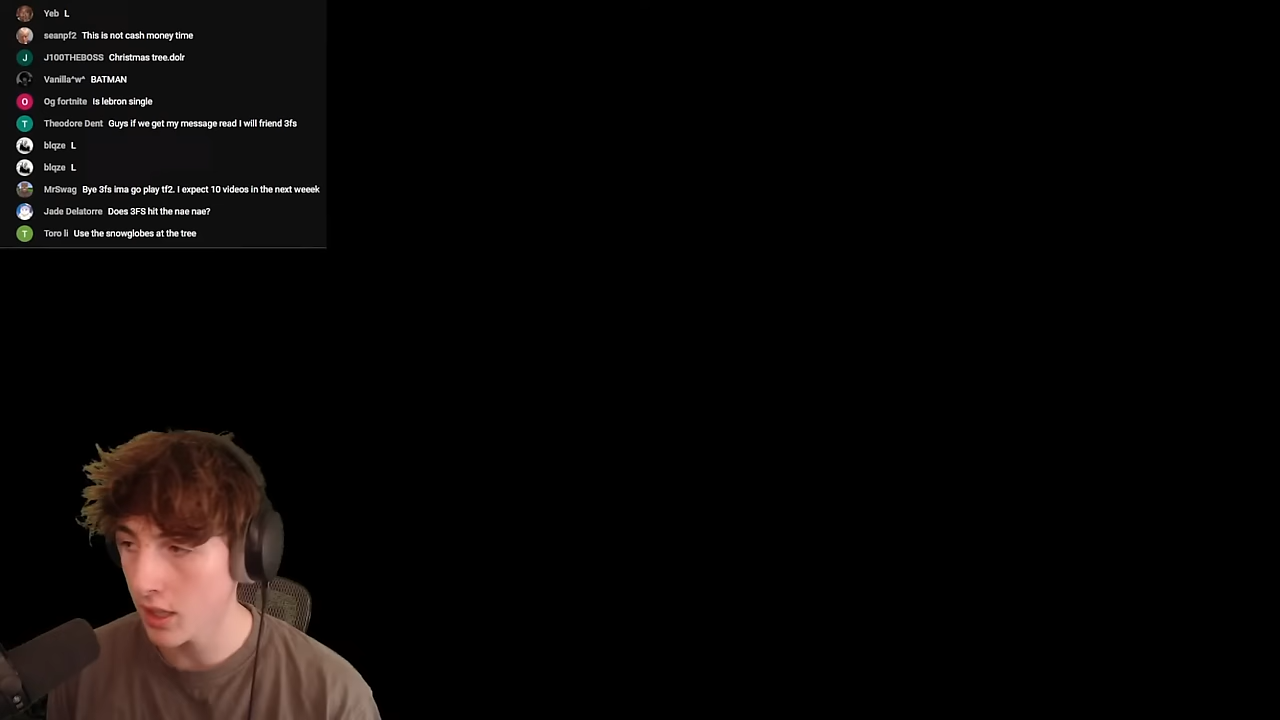 Yeb L
seanpf2 This is not cash money time
J J100THEBOSS Christmas tree.dolr
Vanilla^w^ BATMAN
O Og fortnite Is lebron single
T Theodore Dent Guys if we get my message read I will friend 3fs
blqze L
blqze L
MrSwag Bye 3fs ima go play tf2. I expect 10 videos in the next weeek
Jade Delatorre Does 3FS hit the nae nae?
T Toro li Use the snowglobes at the tree